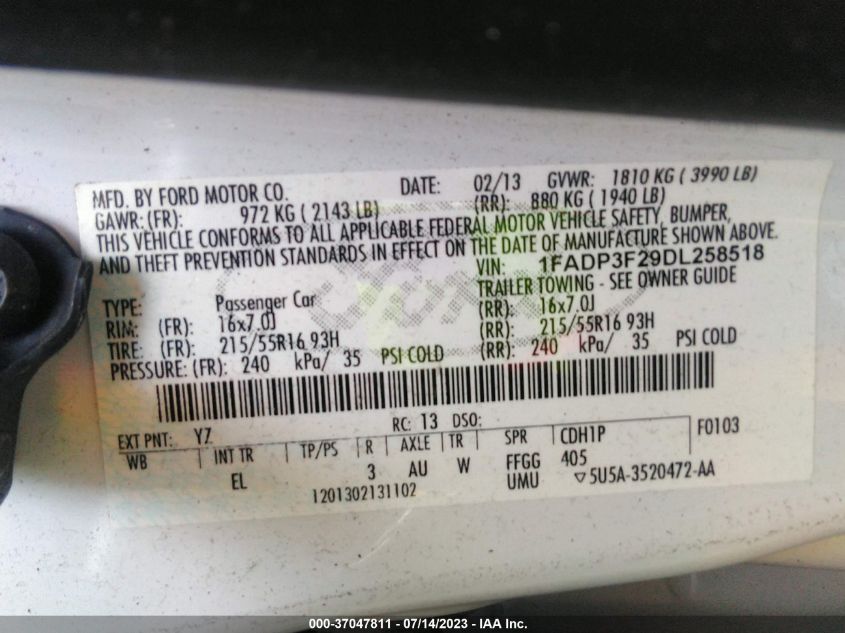 MFD. BY FORD MOTOR CO. DATE: 02/13 GVWR: 1810 KG ( 3990 LB)
GAWR: (FR): 972 KG ( 2143 LB) (RR): 880 KG ( 1940 LB)
THIS VEHICLE CONFORMS TO ALL APPLICABLE FEDERAL MOTOR VEHICLE SAFETY, BUMPER,
AND THEFT PREVENTION STANDARDS IN EFFECT ON THE DATE OF MANUFACTURE SHOWN ABOVE.
VIN: 1FADP3F29DL258518
TYPE: Passenger Car TRAILER TOWING - SEE OWNER GUIDE
RIM: (FR): 16x7.0J (RR): 16x7.0J
TIRE: (FR): 215/55R16 93H (RR): 215/55R16 93H
PRESSURE: (FR): 240 kPa/ 35 PSI COLD (RR): 240 kPa/ 35 PSI COLD
EXT PNT: YZ RC: 13 DSO: F0103
WB INT TR TP/PS R AXLE TR SPR CDH1P
EL 3 AU W FFGG 405
UMU ▽5U5A-3520472-AA
1201302131102
000-37047811 - 07/14/2023 - IAA Inc.